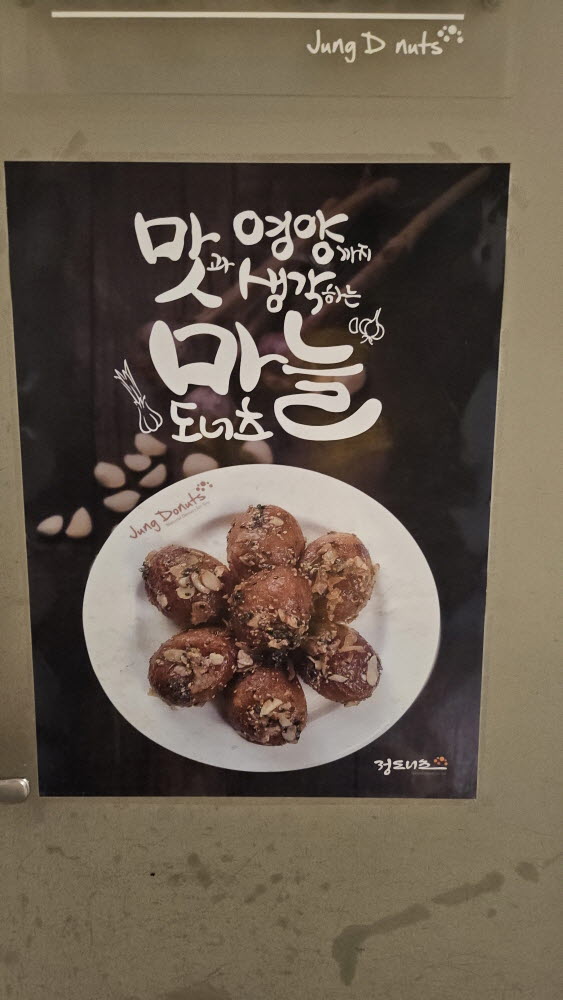 Jung D nuts
맛과 영양까지
생각하는
마늘
도너츠
Jung Donuts
정도너츠